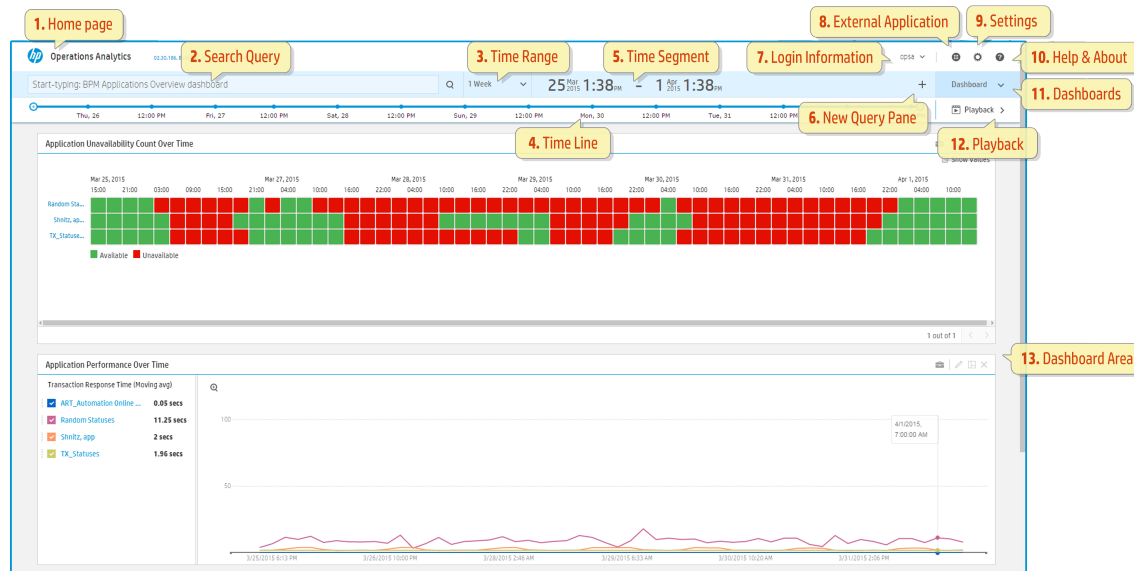 1. Home page
8. External Application
9. Settings
hp Operations Analytics
2. Search Query
3. Time Range
5. Time Segment
7. Login Information
opsa
10. Help & About
Start-typing: BPM Applications Overview dashboard
1 Week
25 Mar 2015 1:38 PM – 1 Apr 2015 1:38 PM
+
Dashboard
11. Dashboards
Thu, 26 12:00 PM Fri, 27 12:00 PM Sat, 28 12:00 PM Sun, 29 12:00 PM Mon, 30 12:00 PM Tue, 31 12:00 PM
Playback
6. New Query Pane
4. Time Line
12. Playback
Application Unavailability Count Over Time
Show Values
Mar 25, 2015 Mar 27, 2015 Mar 28, 2015 Mar 29, 2015 Mar 30, 2015 Mar 31, 2015 Apr 1, 2015
15:00 21:00 03:00 09:00 15:00 21:00 04:00 10:00 16:00 22:00 04:00 10:00 16:00 22:00 04:00 10:00 16:00 22:00 04:00 10:00 16:00 22:00 04:00 10:00 16:00 22:00 04:00 10:00
Random Sta...
Shnitz, ap...
TX_Statuse...
Available Unavailable
1 out of 1
13. Dashboard Area
Application Performance Over Time
Transaction Response Time (Moving avg)
ART_Automation Online ... 0.05 secs
Random Statuses 11.25 secs
Shnitz, app 2 secs
TX_Statuses 1.96 secs
100
4/1/2015,
7:00:00 AM
50
3/25/2015 6:13 PM 3/26/2015 10:00 PM 3/28/2015 2:46 AM 3/29/2015 6:33 AM 3/30/2015 10:20 AM 3/31/2015 2:06 PM